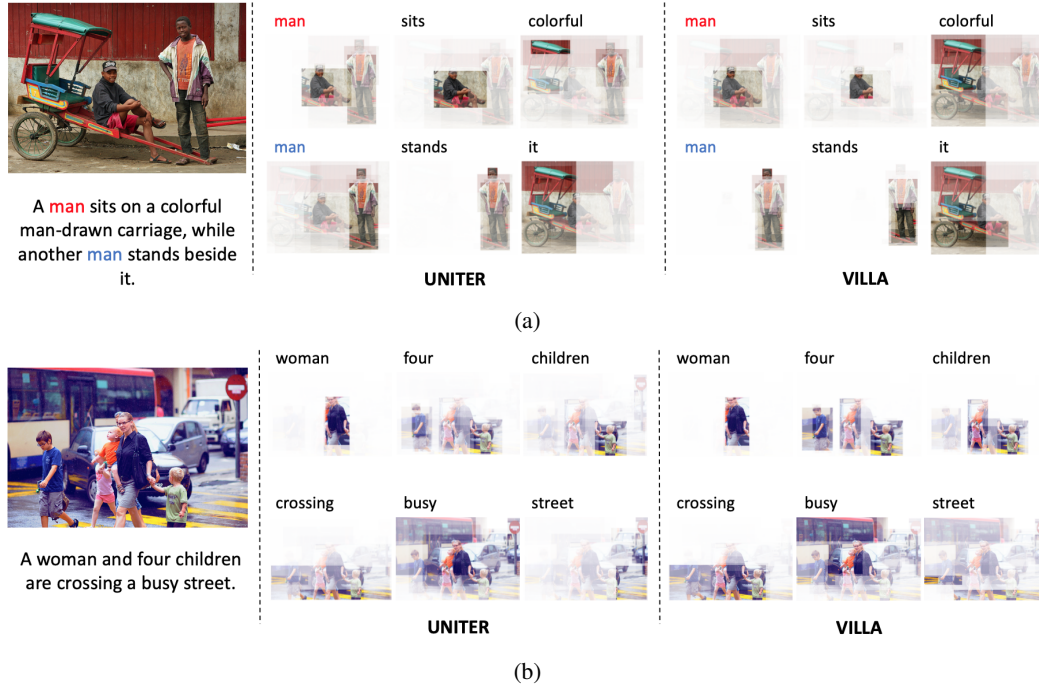 man sits colorful
man sits colorful
man stands it
man stands it
A man sits on a colorful
man-drawn carriage, while
another man stands beside
it.
UNITER
VILLA
(a)
woman four children
woman four children
crossing busy street
crossing busy street
A woman and four children
are crossing a busy street.
UNITER
VILLA
(b)